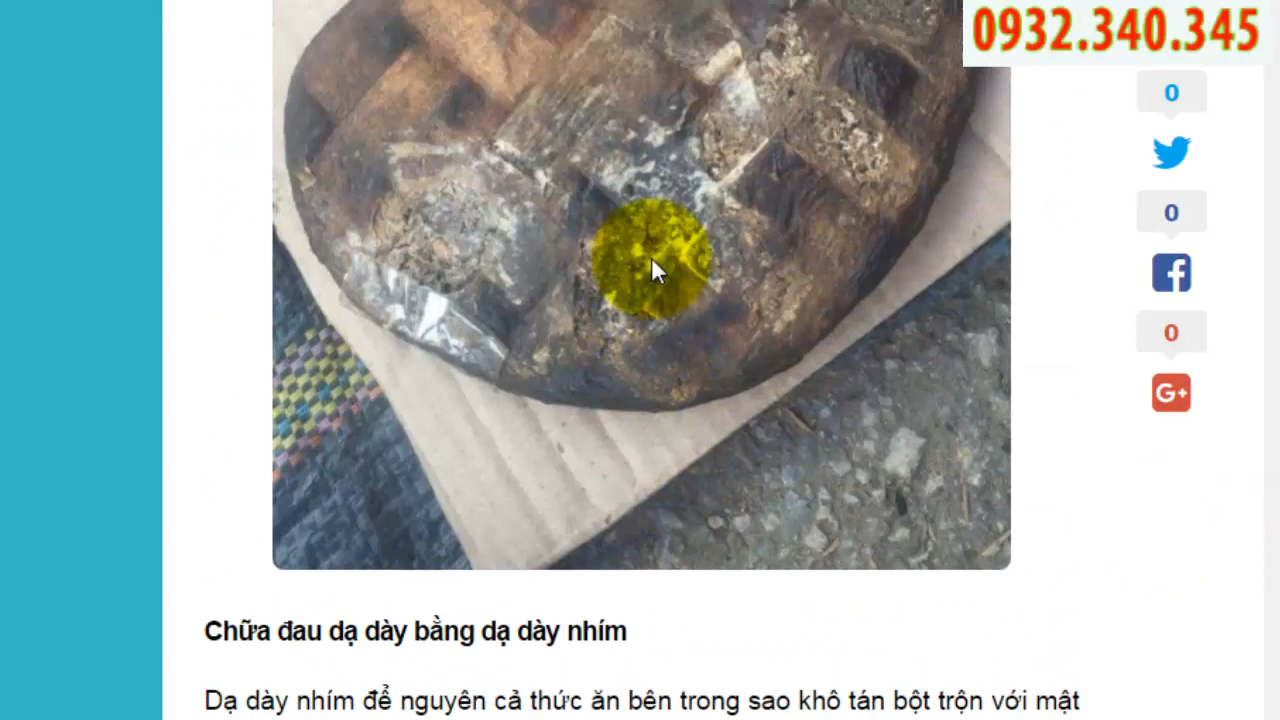 0932.340.345
0
0
0
G+
Chữa đau dạ dày bằng dạ dày nhím
Dạ dày nhím để nguyên cả thức ăn bên trong sao khô tán bột trộn với mật